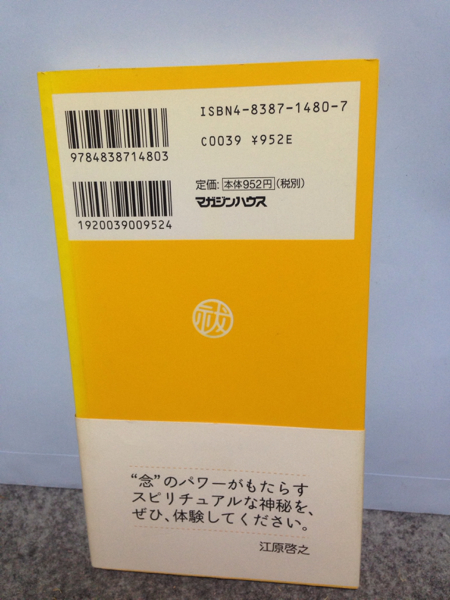 ISBN4-8387-1480-7
C0039 ¥952E
9784838714803
定価:本体952円(税別)
マガジンハウス
1920039009524
祓
“念”のパワーがもたらす
スピリチュアルな神秘を、
ぜひ、体験してください。
江原啓之